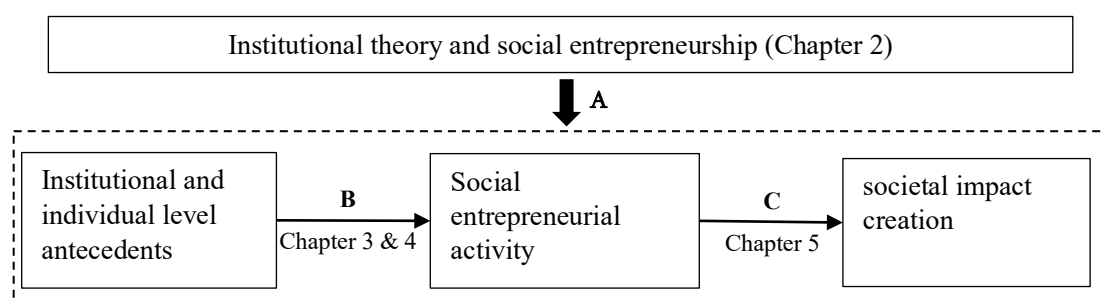 Institutional theory and social entrepreneurship (Chapter 2)
A
Institutional and
individual level
antecedents
B
Chapter 3 & 4
Social
entrepreneurial
activity
C
Chapter 5
societal impact
creation